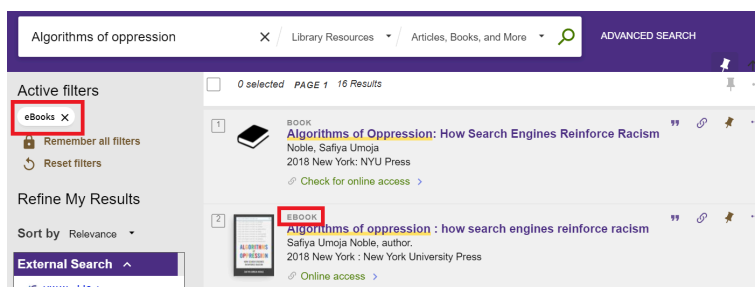 Algorithms of oppression
Library Resources
Articles, Books, and More
ADVANCED SEARCH
Active filters
eBooks
Remember all filters
Reset filters
Refine My Results
Sort by Relevance
External Search
0 selected PAGE 1 16 Results
1
BOOK
Algorithms of Oppression: How Search Engines Reinforce Racism
Noble, Safiya Umoja
2018 New York: NYU Press
Check for online access
2
EBOOK
Algorithms of oppression : how search engines reinforce racism
Safiya Umoja Noble, author.
2018 New York : New York University Press
Online access
ALGORITHMS
OPPRESSION